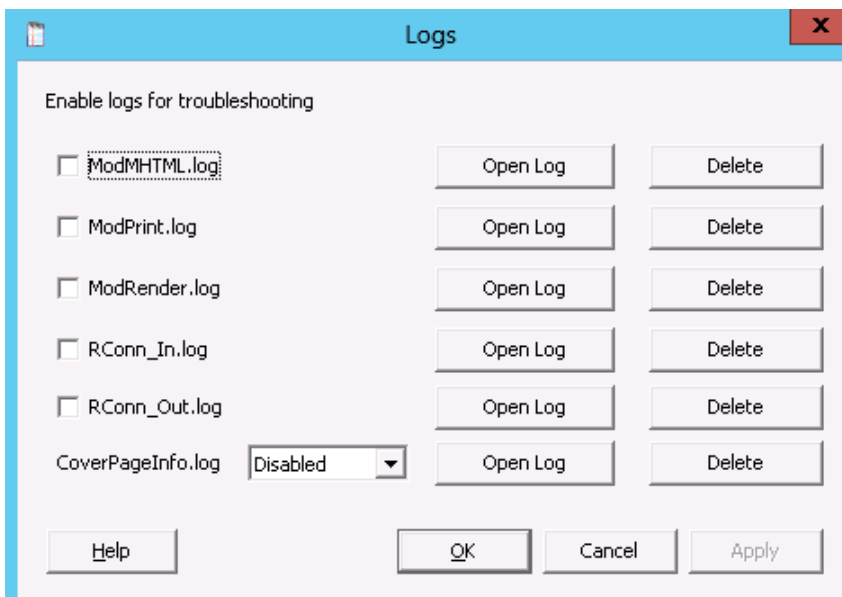 Logs
x
Enable logs for troubleshooting
ModMHTML.log Open Log Delete
ModPrint.log Open Log Delete
ModRender.log Open Log Delete
RConn_In.log Open Log Delete
RConn_Out.log Open Log Delete
CoverPageInfo.log Disabled Open Log Delete
Help OK Cancel Apply